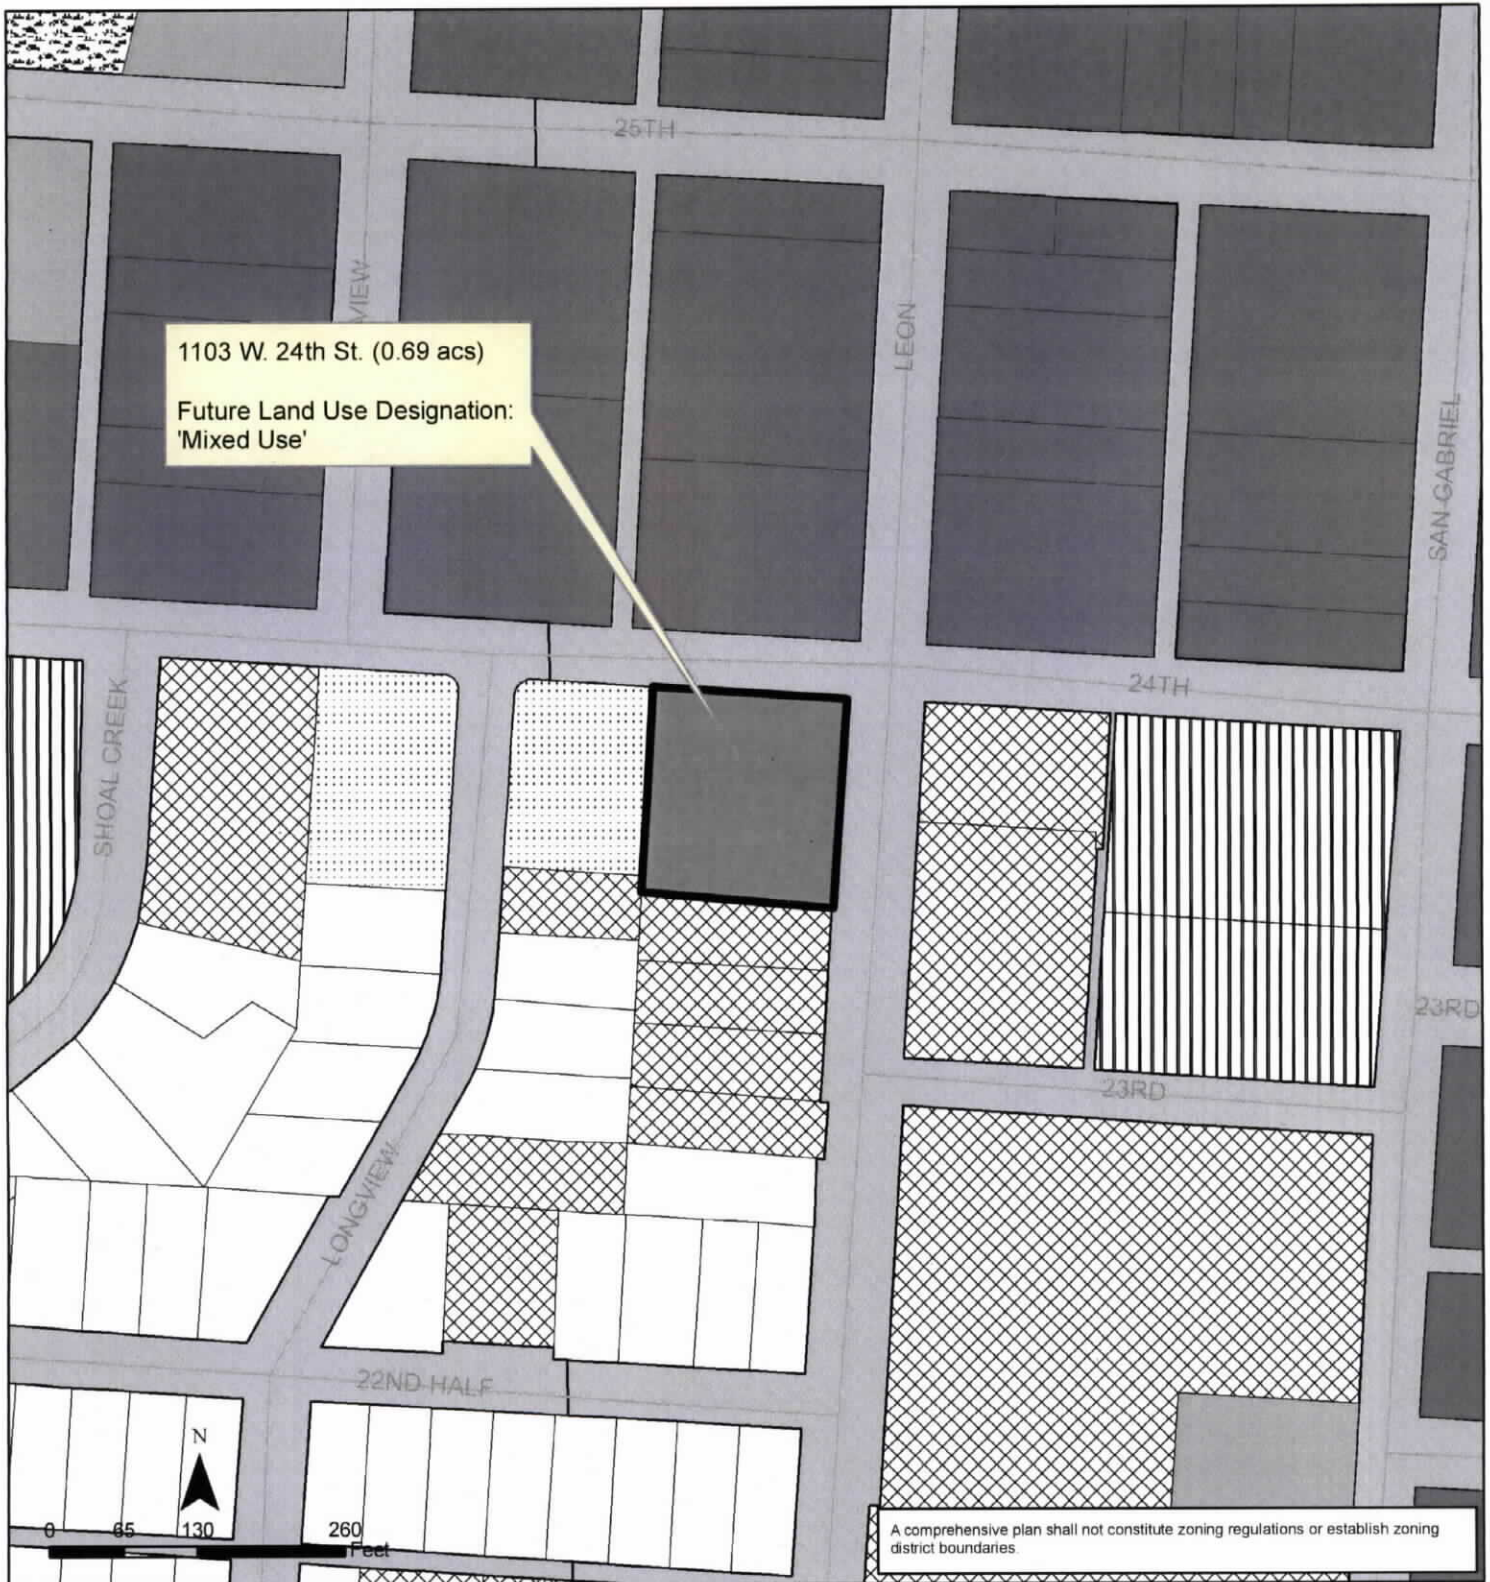 25TH
VIEW
LEON
SAN GABRIEL
1103 W. 24th St. (0.69 acs)
Future Land Use Designation:
'Mixed Use'
24TH
SHOAL CREEK
23RD
23RD
LONGVIEW
22ND HALF
N
0 65 130 260
Feet
A comprehensive plan shall not constitute zoning regulations or establish zoning
district boundaries.